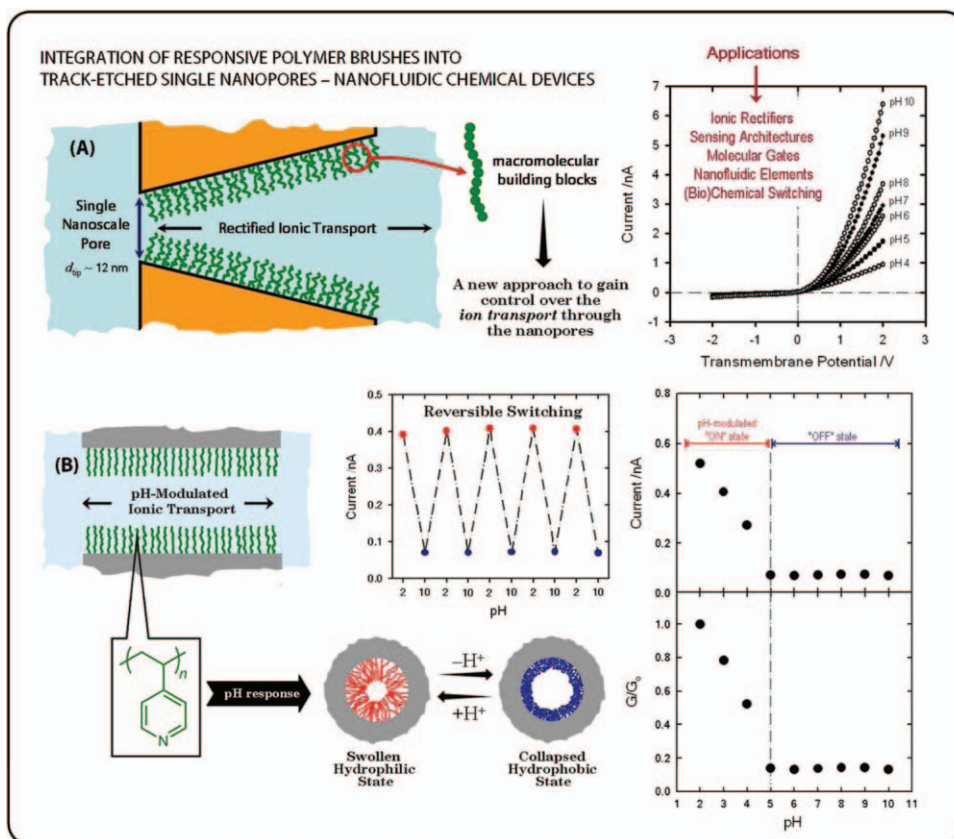 INTEGRATION OF RESPONSIVE POLYMER BRUSHES INTO
TRACK-ETCHED SINGLE NANOPORES – NANOFLUIDIC CHEMICAL DEVICES
(A)
Single
Nanoscale
Pore
d_tip ~ 12 nm
Rectified Ionic Transport
macromolecular
building blocks
A new approach to gain
control over the
ion transport through
the nanopores
Applications
Ionic Rectifiers
Sensing Architectures
Molecular Gates
Nanofluidic Elements
(Bio)Chemical Switching
Current /nA
7
6
5
4
3
2
1
0
-1
pH 10
pH9
pH8
pH7
pH6
pH5
pH4
-3 -2 -1 0 1 2 3
Transmembrane Potential /V
(B)
pH-Modulated
Ionic Transport
n
N
pH response
Reversible Switching
Current /nA
0.5
0.4
0.3
0.2
0.1
0.0
2 10 2 10 2 10 2 10 2 10
pH
–H+
+H+
Swollen
Hydrophilic
State
Collapsed
Hydrophobic
State
pH-modulated
"ON" state
"OFF" state
Current /nA
0.8
0.6
0.4
0.2
0.0
G/Go
1.0
0.8
0.6
0.4
0.2
0.0
1 2 3 4 5 6 7 8 9 10 11
pH